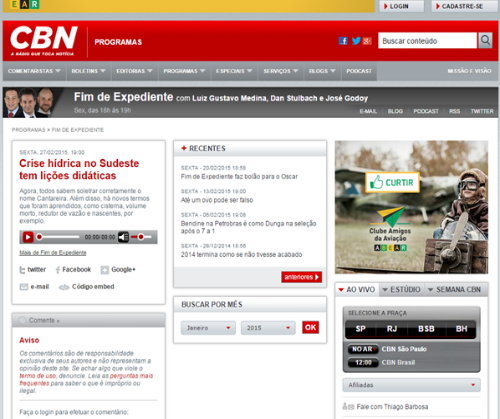 EAR
LOGIN
CADASTRE-SE
CBN
A RÁDIO QUE TOCA NOTÍCIA
PROGRAMAS
Buscar conteúdo
COMENTARISTAS
BOLETINS
EDITORIAS
PROGRAMAS
ESPECIAIS
SERVIÇOS
BLOGS
PODCAST
MISSÃO E VISÃO
Fim de Expediente com Luiz Gustavo Medina, Dan Stulbach e José Godoy
Sex, das 18h às 19h
E-MAIL
BLOG
PODCAST
RSS
TWITTER
PROGRAMAS » FIM DE EXPEDIENTE
SEXTA, 27/02/2015, 19:00
Crise hídrica no Sudeste
tem lições didáticas
Agora, todos sabem soletrar corretamente o
nome Cantareira. Além disso, há novos termos
que foram aprendidos, como cisterna, volume
morto, redutor de vazão e nascentes, por
exemplo.
00:00/00:00
Mais de Fim de Expediente
twitter
Facebook
Google+
e-mail
Código embed
Comente »
Aviso
Os comentários são de responsabilidade
exclusiva de seus autores e não representam a
opinião deste site. Se achar algo que viole o
termo de uso, denuncie. Leia as perguntas mais
frequentes para saber o que é impróprio ou
ilegal.
Faça o login para efetuar o comentário:
+ RECENTES
SEXTA - 20/02/2015 18:59
Fim de Expediente faz bolão para o Oscar
SEXTA - 13/02/2015 19:00
Até um ovo pode ser falso
SEXTA - 06/02/2015 19:08
Bendine na Petrobras é como Dunga na seleção
após o 7 a 1
SEXTA - 26/12/2014 18:59
2014 termina como se não tivesse acabado
anteriores
BUSCAR POR MÊS
Janeiro
2015
OK
CURTIR
Clube Amigos
da Aviação
ASEAR
AO VIVO
ESTÚDIO
SEMANA CBN
SELECIONE A PRAÇA
SP
RJ
BSB
BH
NO AR
CBN São Paulo
12:00
CBN Brasil
Afiliadas
Fale com Thiago Barbosa